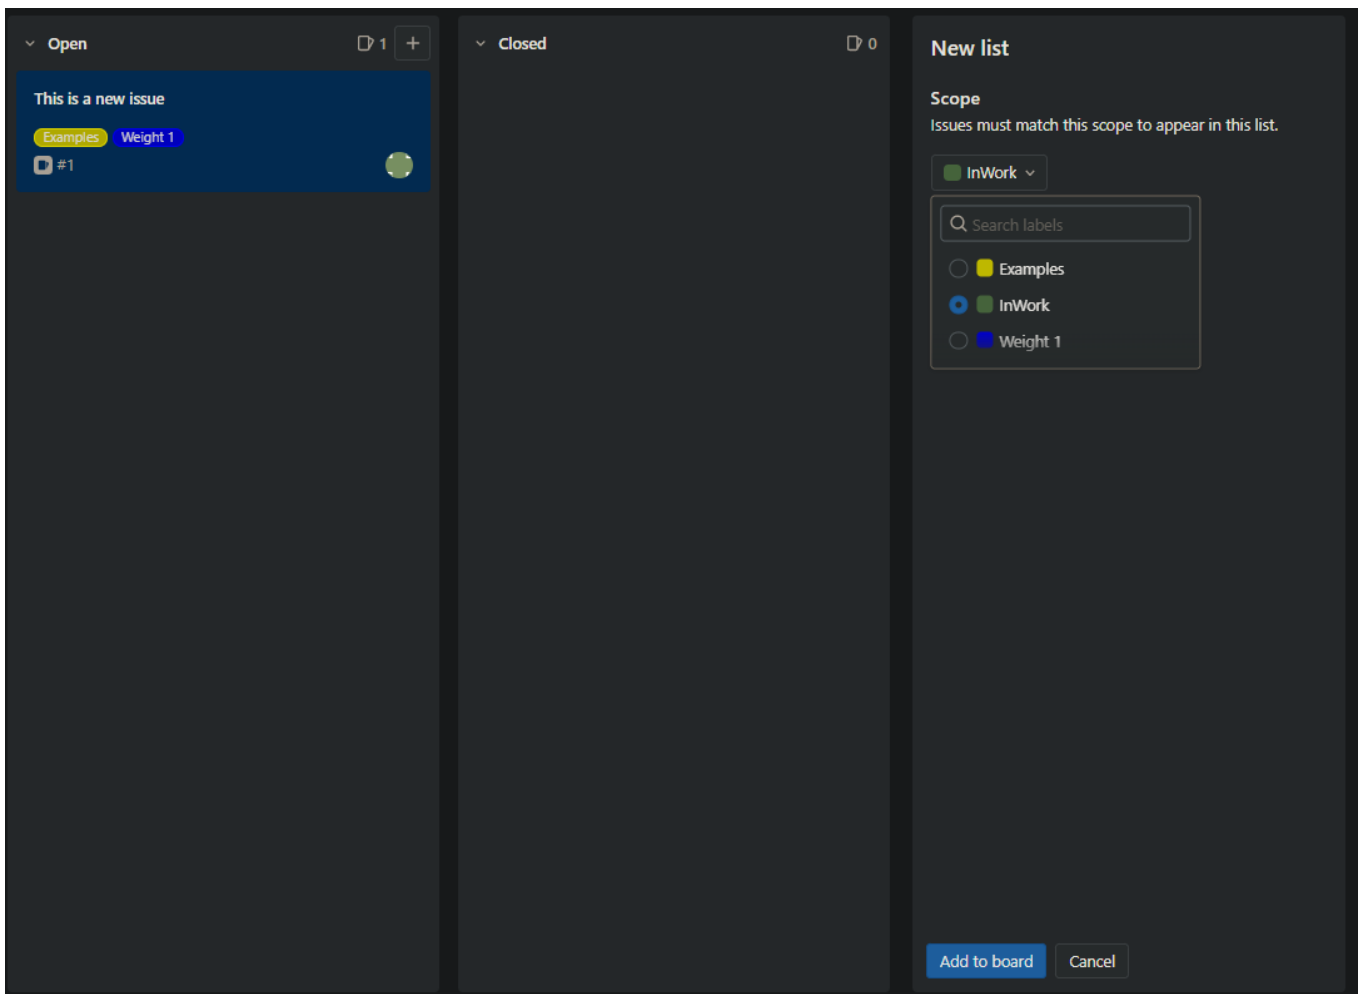 Open 1 +
This is a new issue
Examples Weight 1
#1
Closed 0
New list
Scope
Issues must match this scope to appear in this list.
InWork
Search labels
Examples
InWork
Weight 1
Add to board Cancel